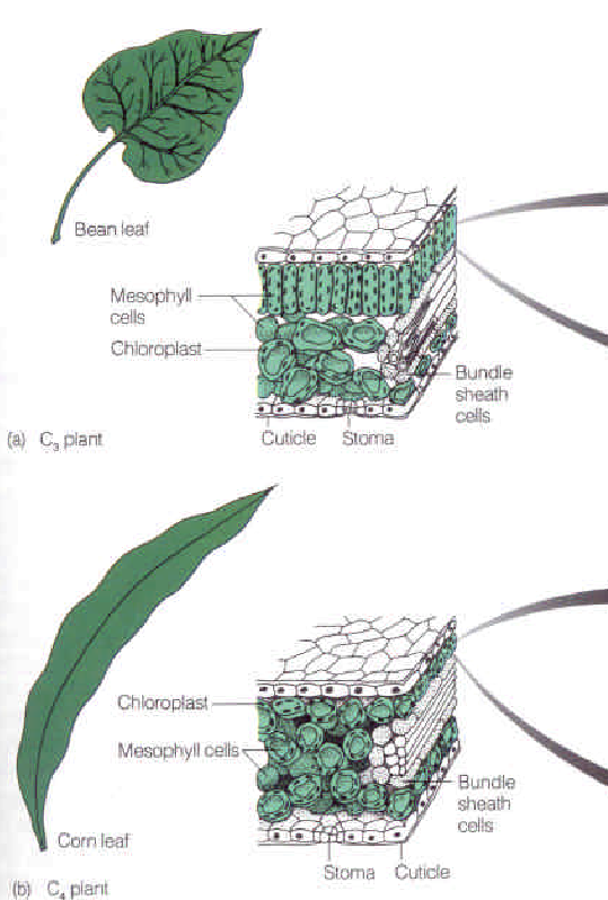 Bean leaf
Mesophyll
cells
Chloroplast
Bundle
sheath
cells
Cuticle Stoma
(a) C₃ plant
Chloroplast
Mesophyll cells
Bundle
sheath
cells
Corn leaf
Stoma Cuticle
(b) C₄ plant